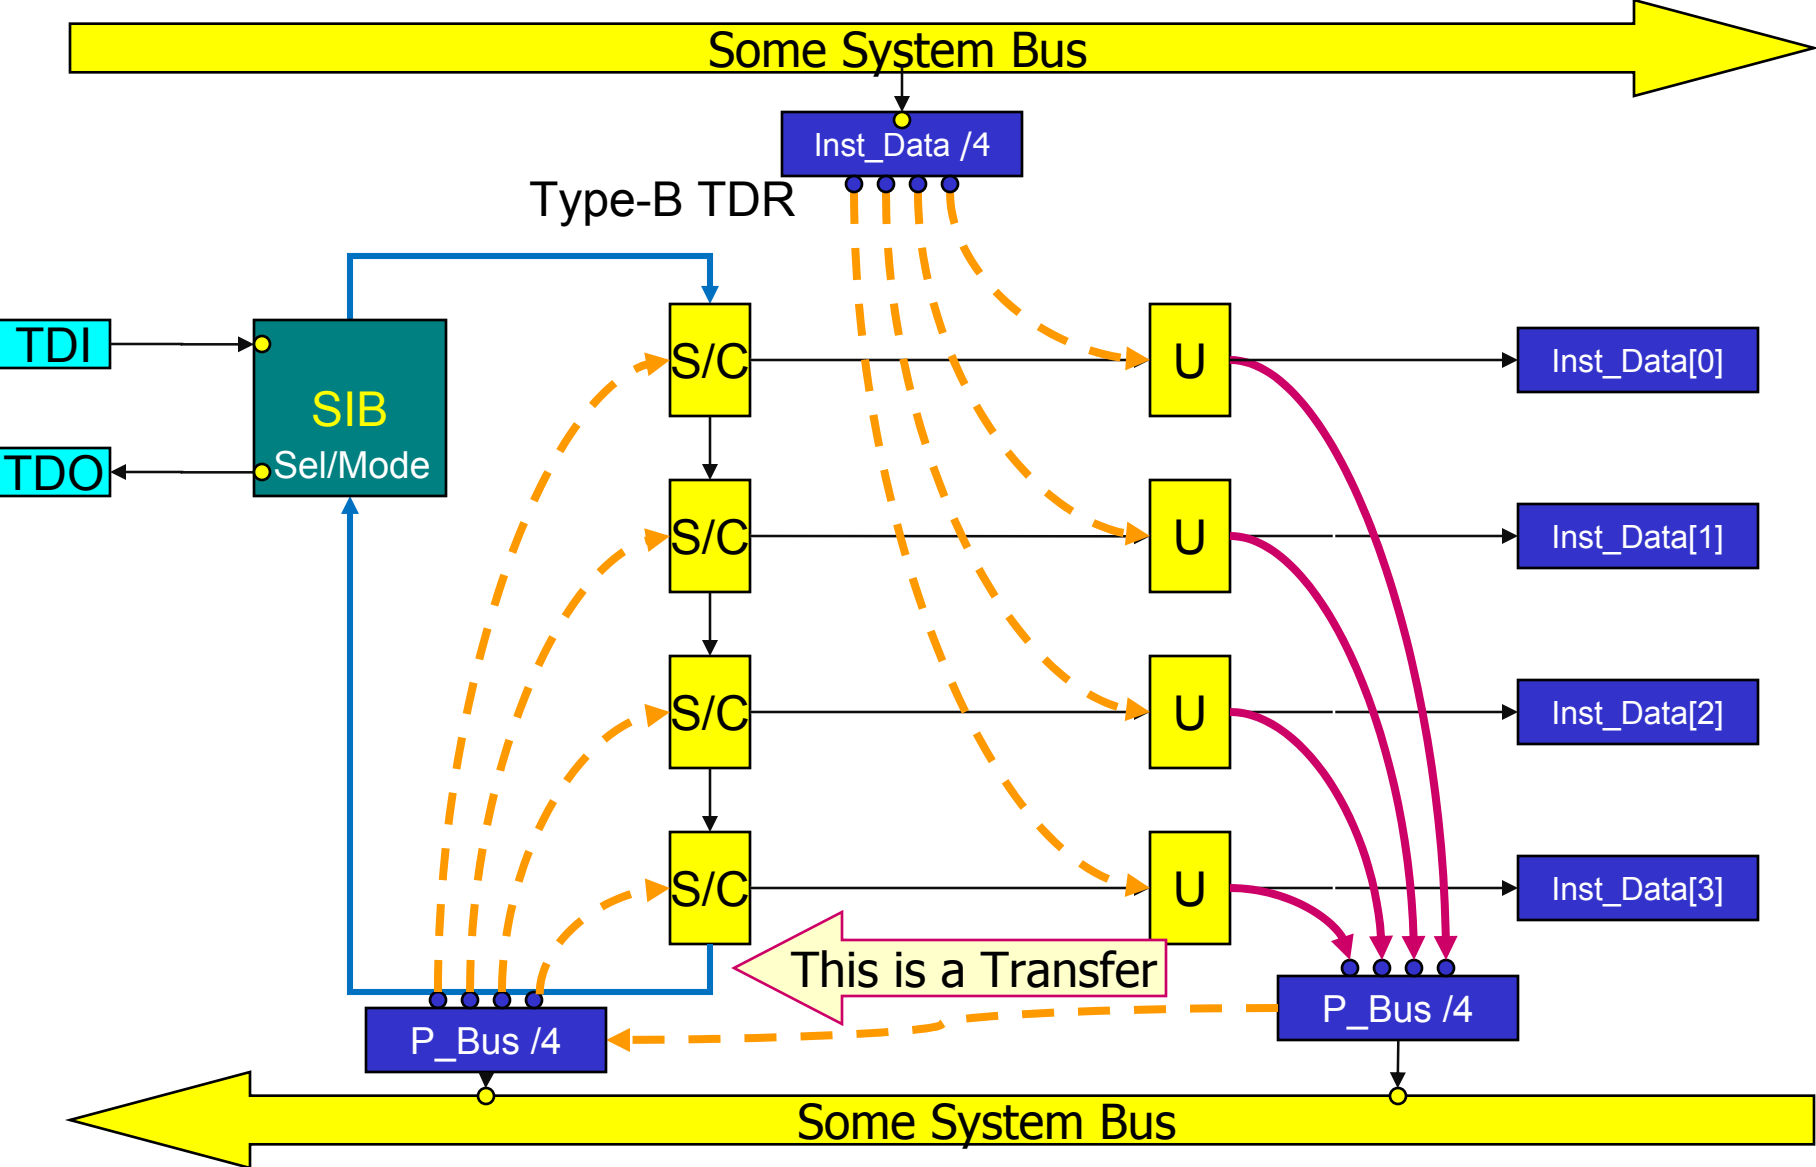 Some System Bus
Inst_Data /4
Type-B TDR
TDI
SIB
Sel/Mode
TDO
S/C
U
Inst_Data[0]
S/C
U
Inst_Data[1]
S/C
U
Inst_Data[2]
S/C
U
Inst_Data[3]
This is a Transfer
P_Bus /4
P_Bus /4
Some System Bus